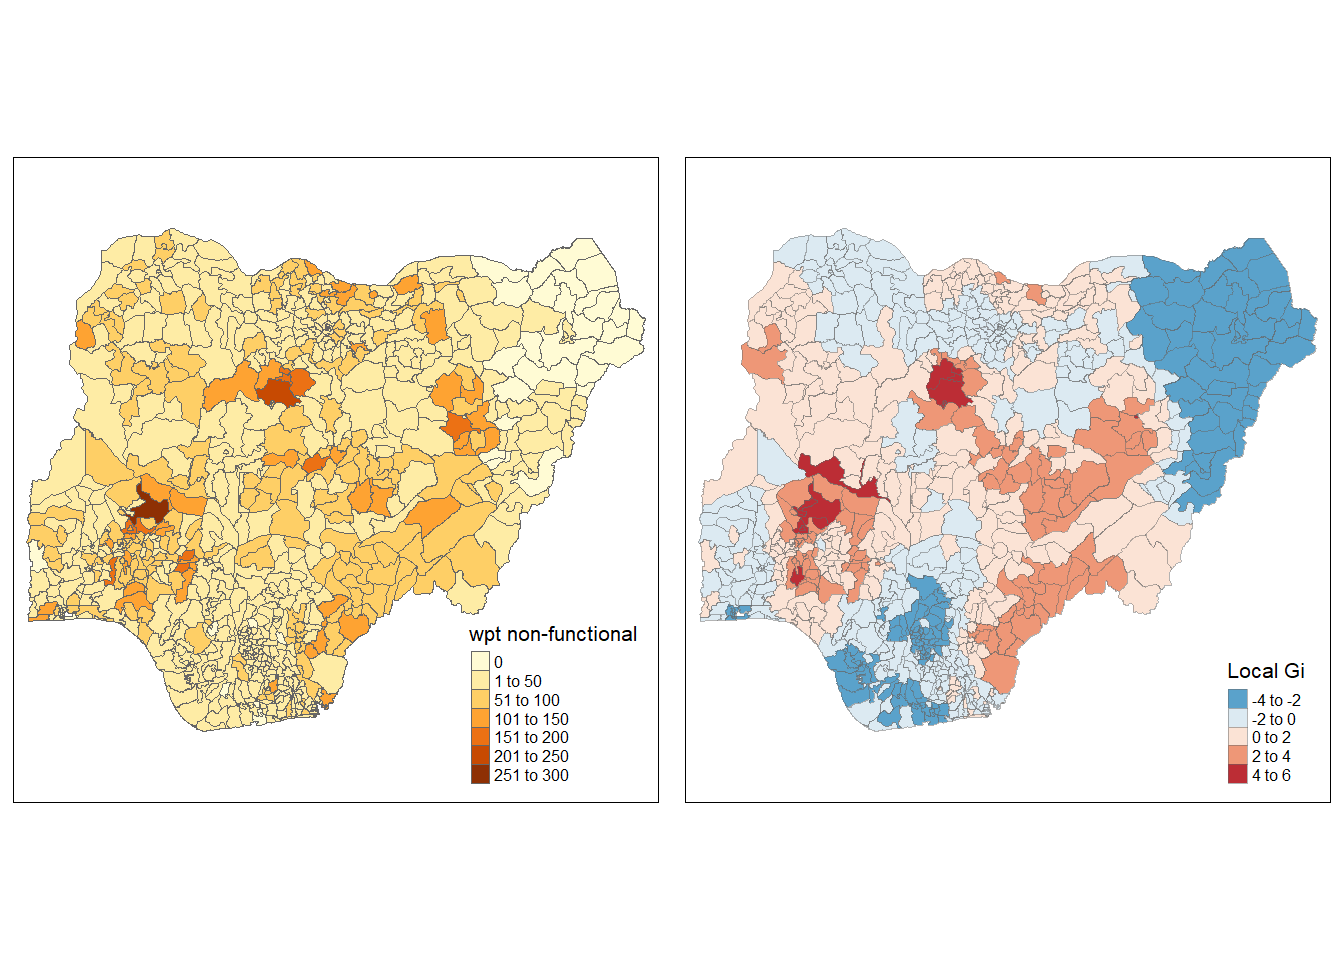 wpt non-functional
0
1 to 50
51 to 100
101 to 150
151 to 200
201 to 250
251 to 300
Local Gi
-4 to -2
-2 to 0
0 to 2
2 to 4
4 to 6